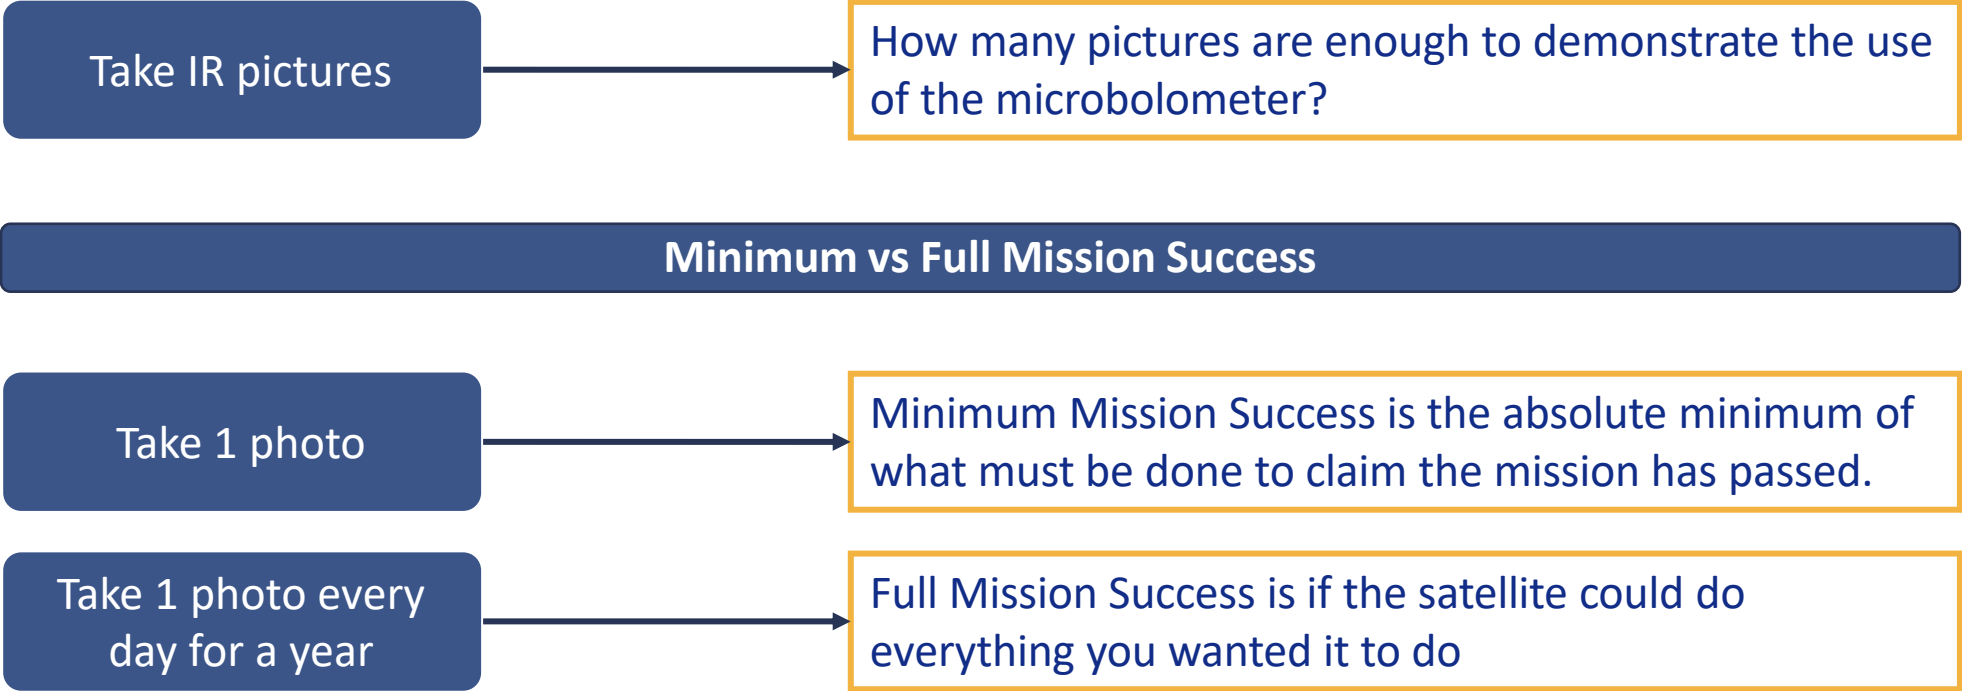 Take IR pictures
How many pictures are enough to demonstrate the use
of the microbolometer?
Minimum vs Full Mission Success
Take 1 photo
Minimum Mission Success is the absolute minimum of
what must be done to claim the mission has passed.
Take 1 photo every
day for a year
Full Mission Success is if the satellite could do
everything you wanted it to do